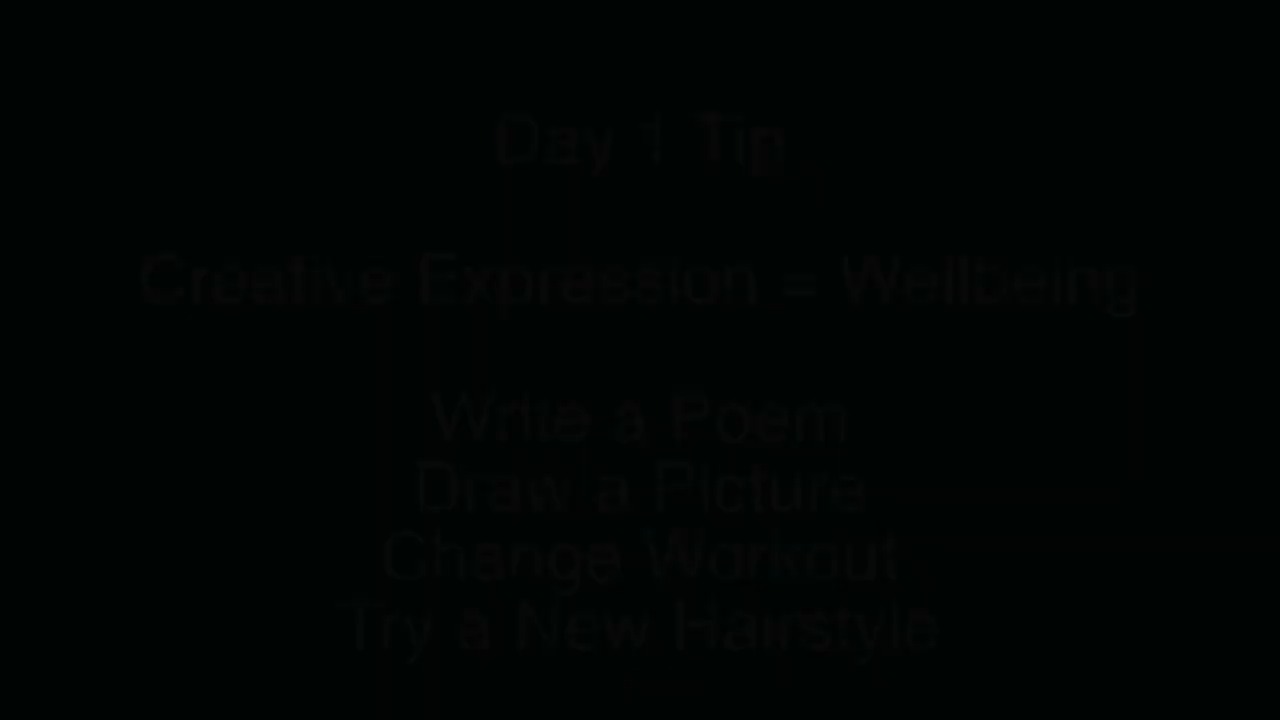 Day 1 Tip
Creative Expression = Wellbeing
Write a Poem
Draw a Picture
Change Workout
Try a New Hairstyle